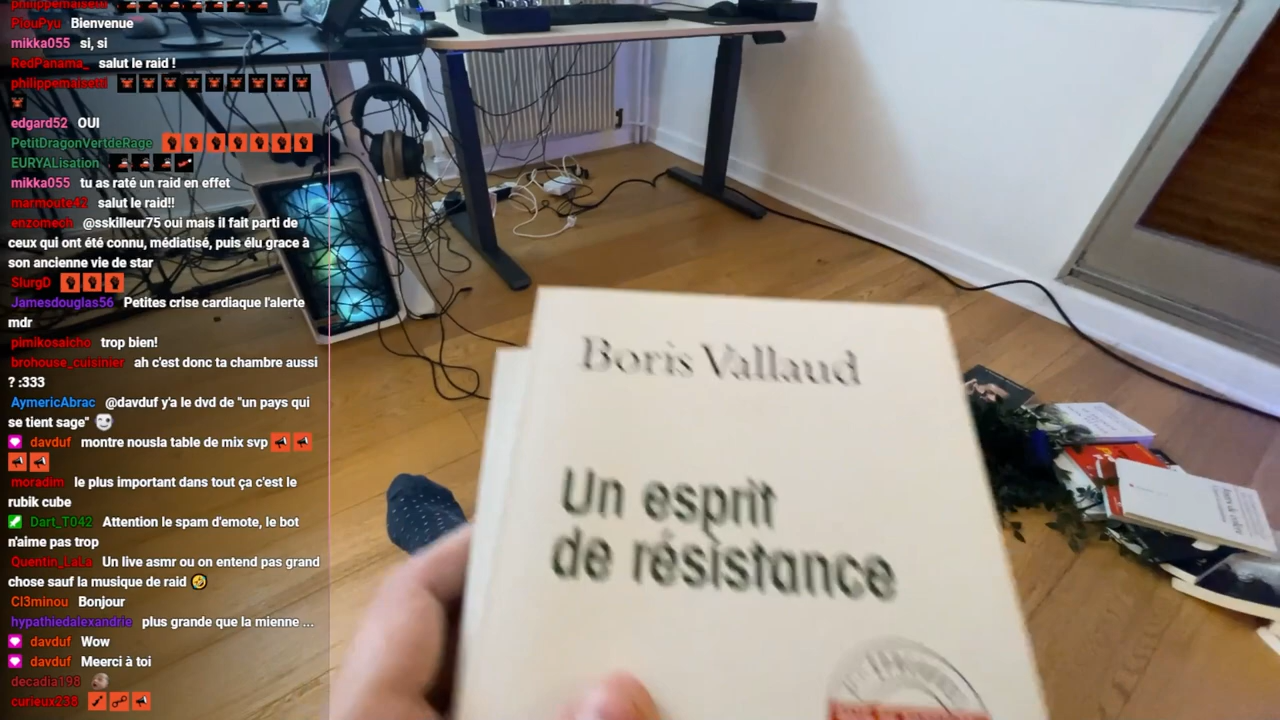 philippemaisetti
PlouPyu Bienvenue
mikka055 si, si
RedPanama_ salut le raid !
philippemaisetti
edgard52 OUI
PetitDragonVertdeRage
EURYALisation
mikka055 tu as raté un raid en effet
marmoute42 salut le raid!!
enzomecn @sskilleur75 oui mais il fait parti de
ceux qui ont été connu, médiatisé, puis élu grace à
son ancienne vie de star
SlurgD
Jamesdouglas56 Petites crise cardiaque l'alerte
mdr
pimikosaicho trop bien!
brohouse_cuisinier ah c'est donc ta chambre aussi
? :333
AymericAbrac @davduf y'a le dvd de "un pays qui
se tient sage"
davduf montre nousla table de mix svp
moradim le plus important dans tout ça c'est le
rubik cube
Dart_T042 Attention le spam d'emote, le bot
n'aime pas trop
Quentin_LaLa Un live asmr ou on entend pas grand
chose sauf la musique de raid
Cl3minou Bonjour
hypathiedalexandrie plus grande que la mienne ...
davduf Wow
davduf Meerci à toi
decadia198
curieux238
Boris Vallaud
Un esprit
de résistance